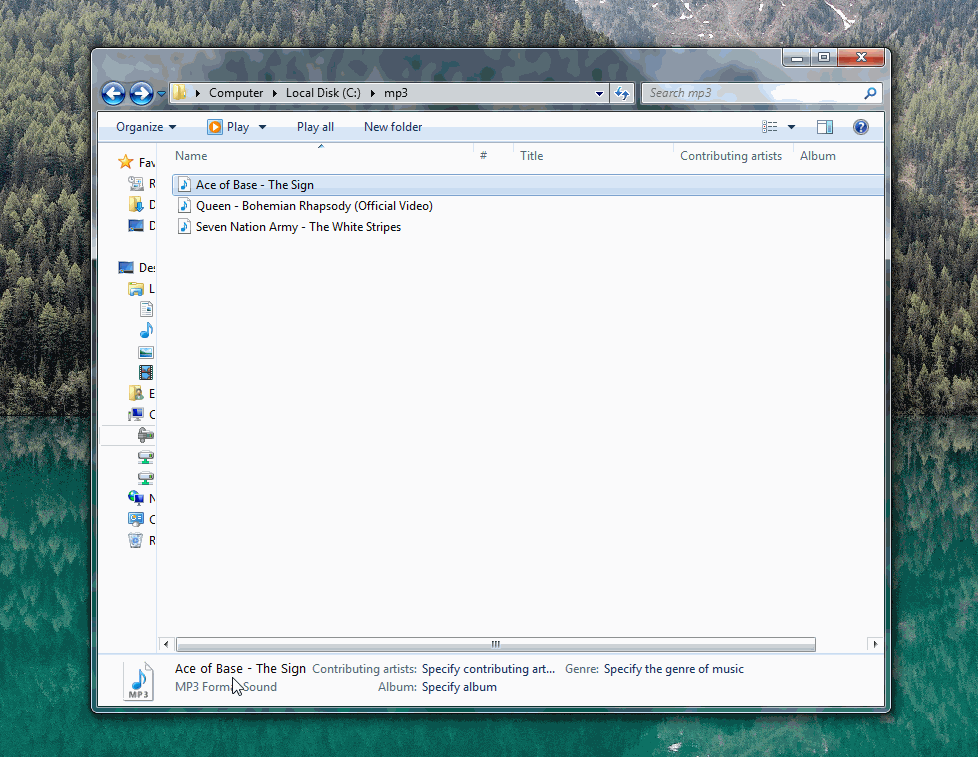 Computer Local Disk (C:) mp3 Search mp3
Organize Play Play all New folder
Name # Title Contributing artists Album
Fav
R
D
D
Des
L
E
C
N
C
R
Ace of Base - The Sign
Queen - Bohemian Rhapsody (Official Video)
Seven Nation Army - The White Stripes
Ace of Base - The Sign Contributing artists: Specify contributing art... Genre: Specify the genre of music
MP3 Form Sound Album: Specify album
MP3